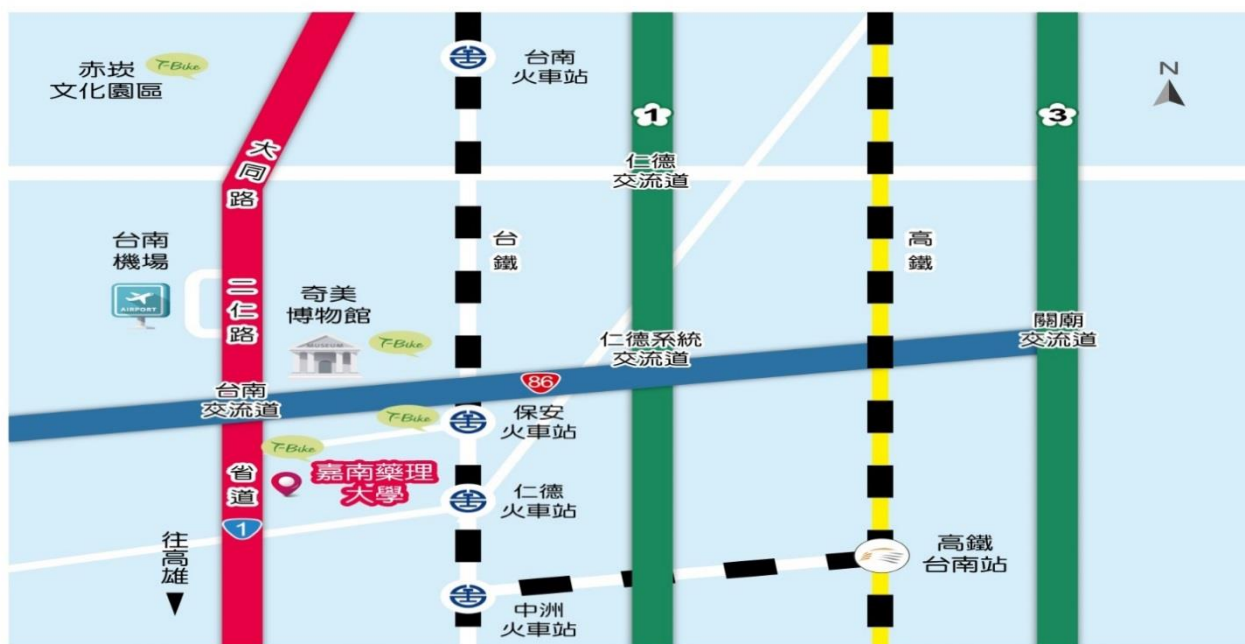 赤崁
文化園區
T-Bike
台南
火車站
N
1
3
大同路
仁德
交流道
台南
機場
AIRPORT
二仁路
奇美
博物館
MUSEUM
T-Bike
台鐵
高鐵
仁德系統
交流道
關廟
交流道
86
台南
交流道
T-Bike
保安
火車站
T-Bike
省道
嘉南藥理
大學
仁德
火車站
1
往高雄
高鐵
台南站
中洲
火車站